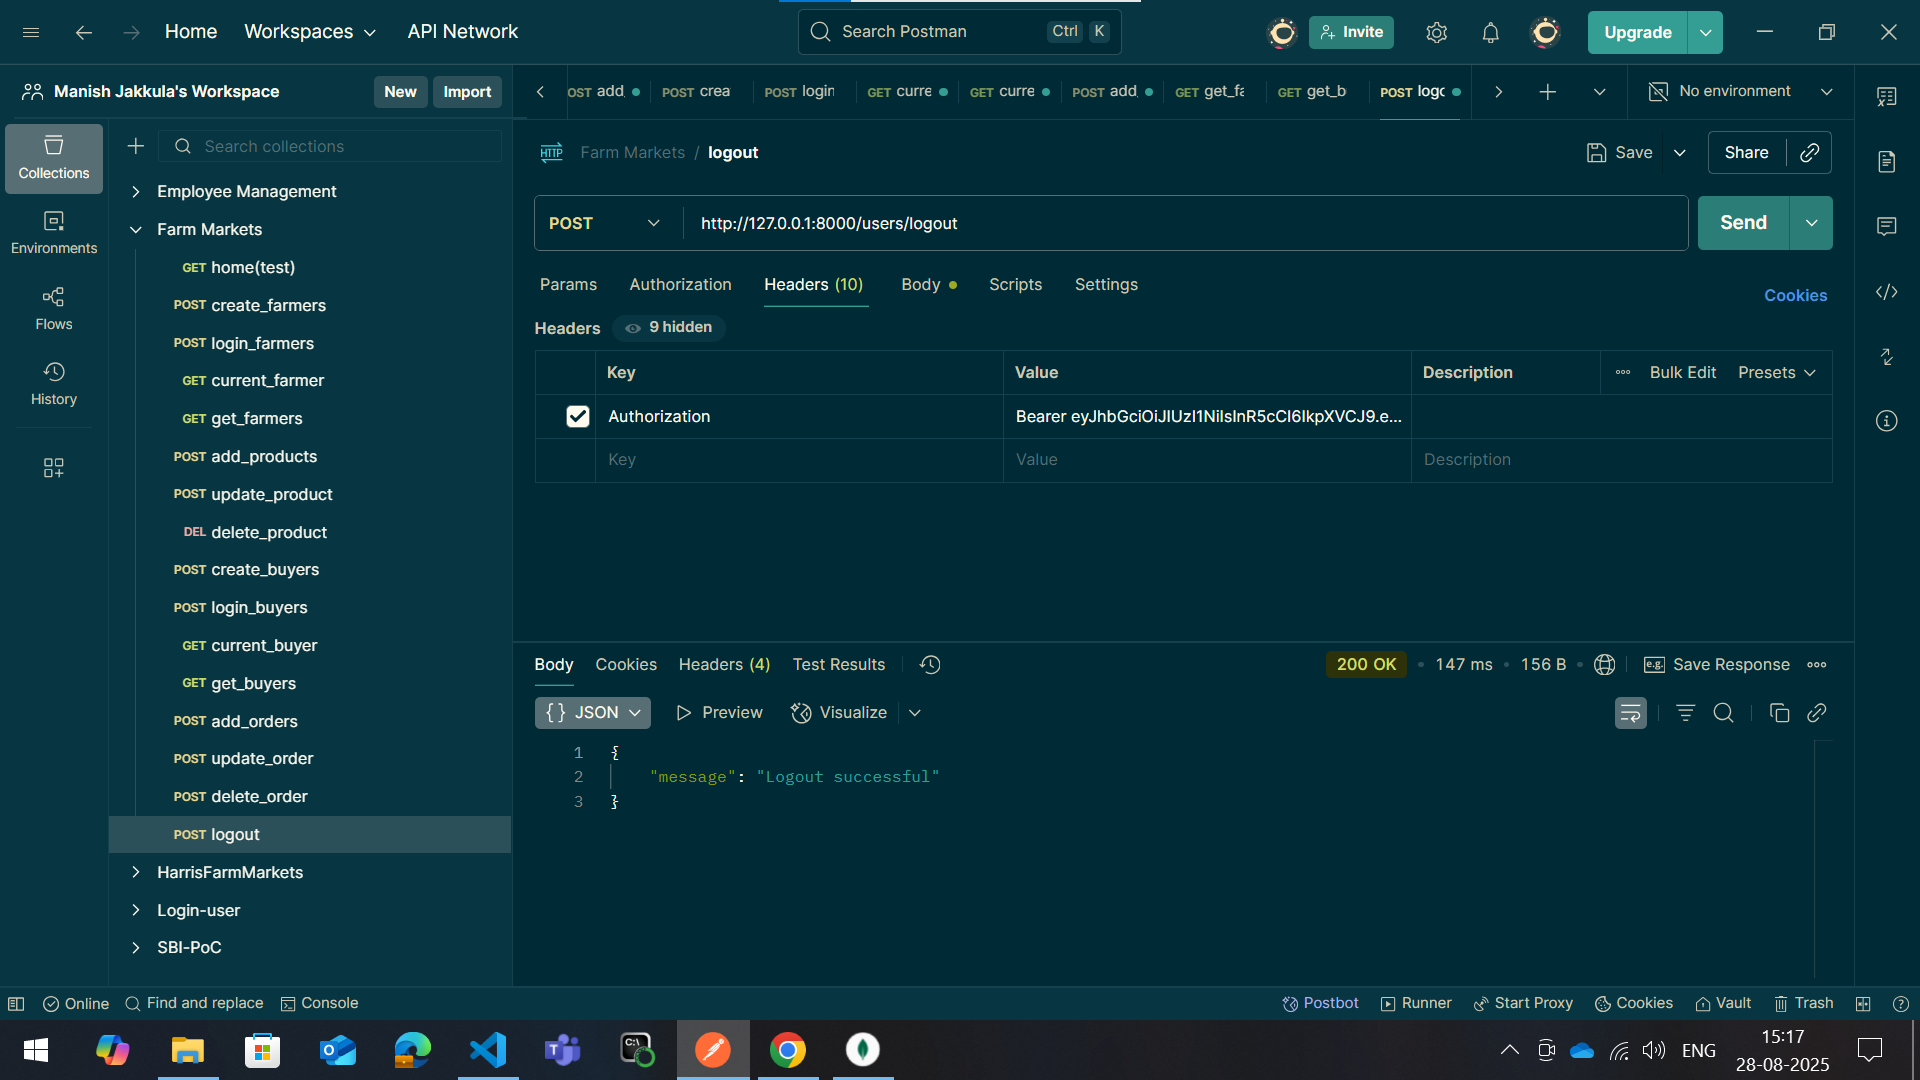 Home Workspaces API Network Search Postman Ctrl K Invite Upgrade
Manish Jakkula's Workspace New Import
OST add_ POST crea POST login GET curre GET curre POST add_ GET get_fa GET get_b POST logo No environment
Collections
Environments
Flows
History
Search collections
Employee Management
Farm Markets
GET home(test)
POST create_farmers
POST login_farmers
GET current_farmer
GET get_farmers
POST add_products
POST update_product
DEL delete_product
POST create_buyers
POST login_buyers
GET current_buyer
GET get_buyers
POST add_orders
POST update_order
POST delete_order
POST logout
HarrisFarmMarkets
Login-user
SBI-PoC
HTTP Farm Markets / logout Save Share
POST http://127.0.0.1:8000/users/logout Send
Params Authorization Headers (10) Body Scripts Settings Cookies
Headers 9 hidden
Key Value Description Bulk Edit Presets
Authorization Bearer eyJhbGciOiJIUzI1NiIsInR5cCI6IkpXVCJ9.e...
Key Value Description
Body Cookies Headers (4) Test Results 200 OK • 147 ms • 156 B • e.g. Save Response
{} JSON Preview Visualize
1 {
2 "message": "Logout successful"
3 }
Online Find and replace Console Postbot Runner Start Proxy Cookies Vault Trash
ENG 15:17
28-08-2025